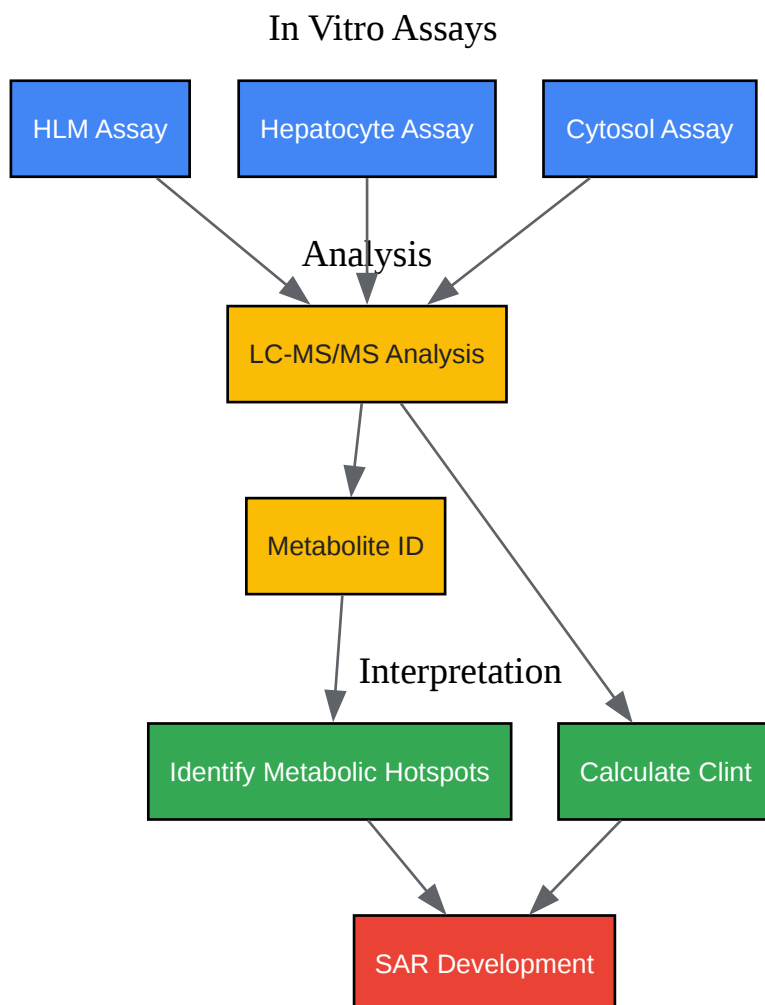 In Vitro Assays
HLM Assay
Hepatocyte Assay
Cytosol Assay
Analysis
LC-MS/MS Analysis
Metabolite ID
Interpretation
Identify Metabolic Hotspots
Calculate Clint
SAR Development